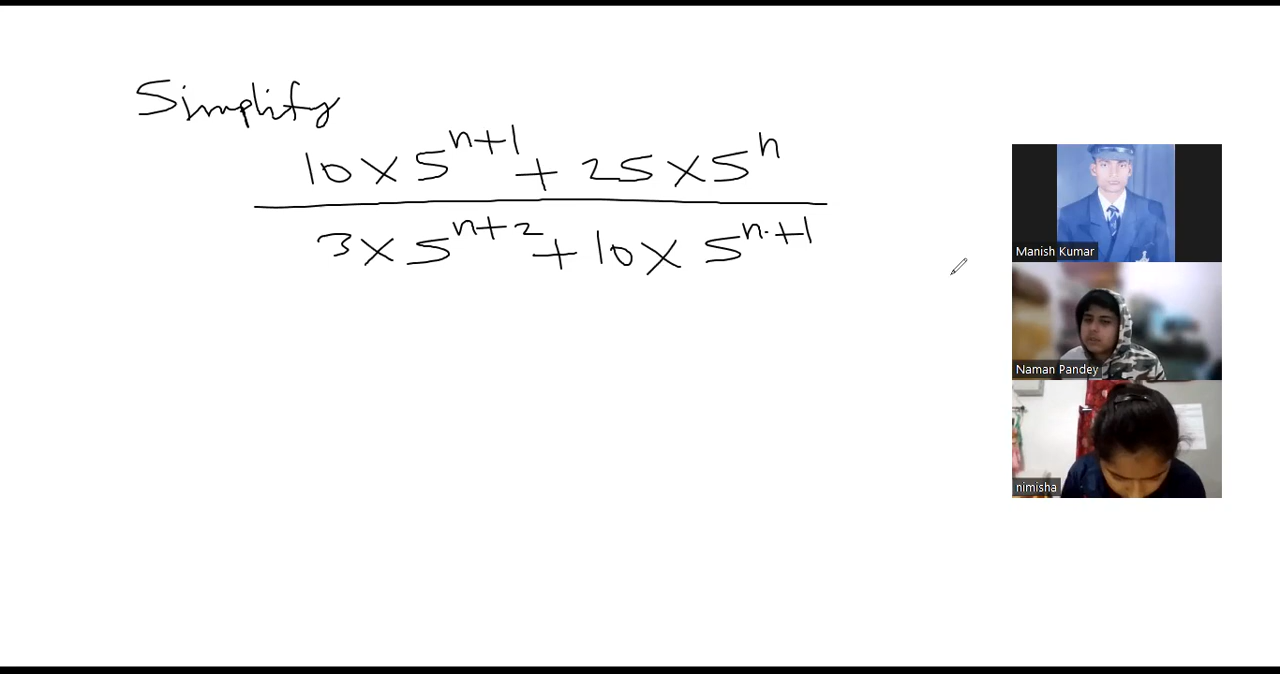 Simplify
10 × 5^{n+1} + 25 × 5^n
3 × 5^{n+2} + 10 × 5^{n+1}
Manish Kumar
Naman Pandey
nimisha